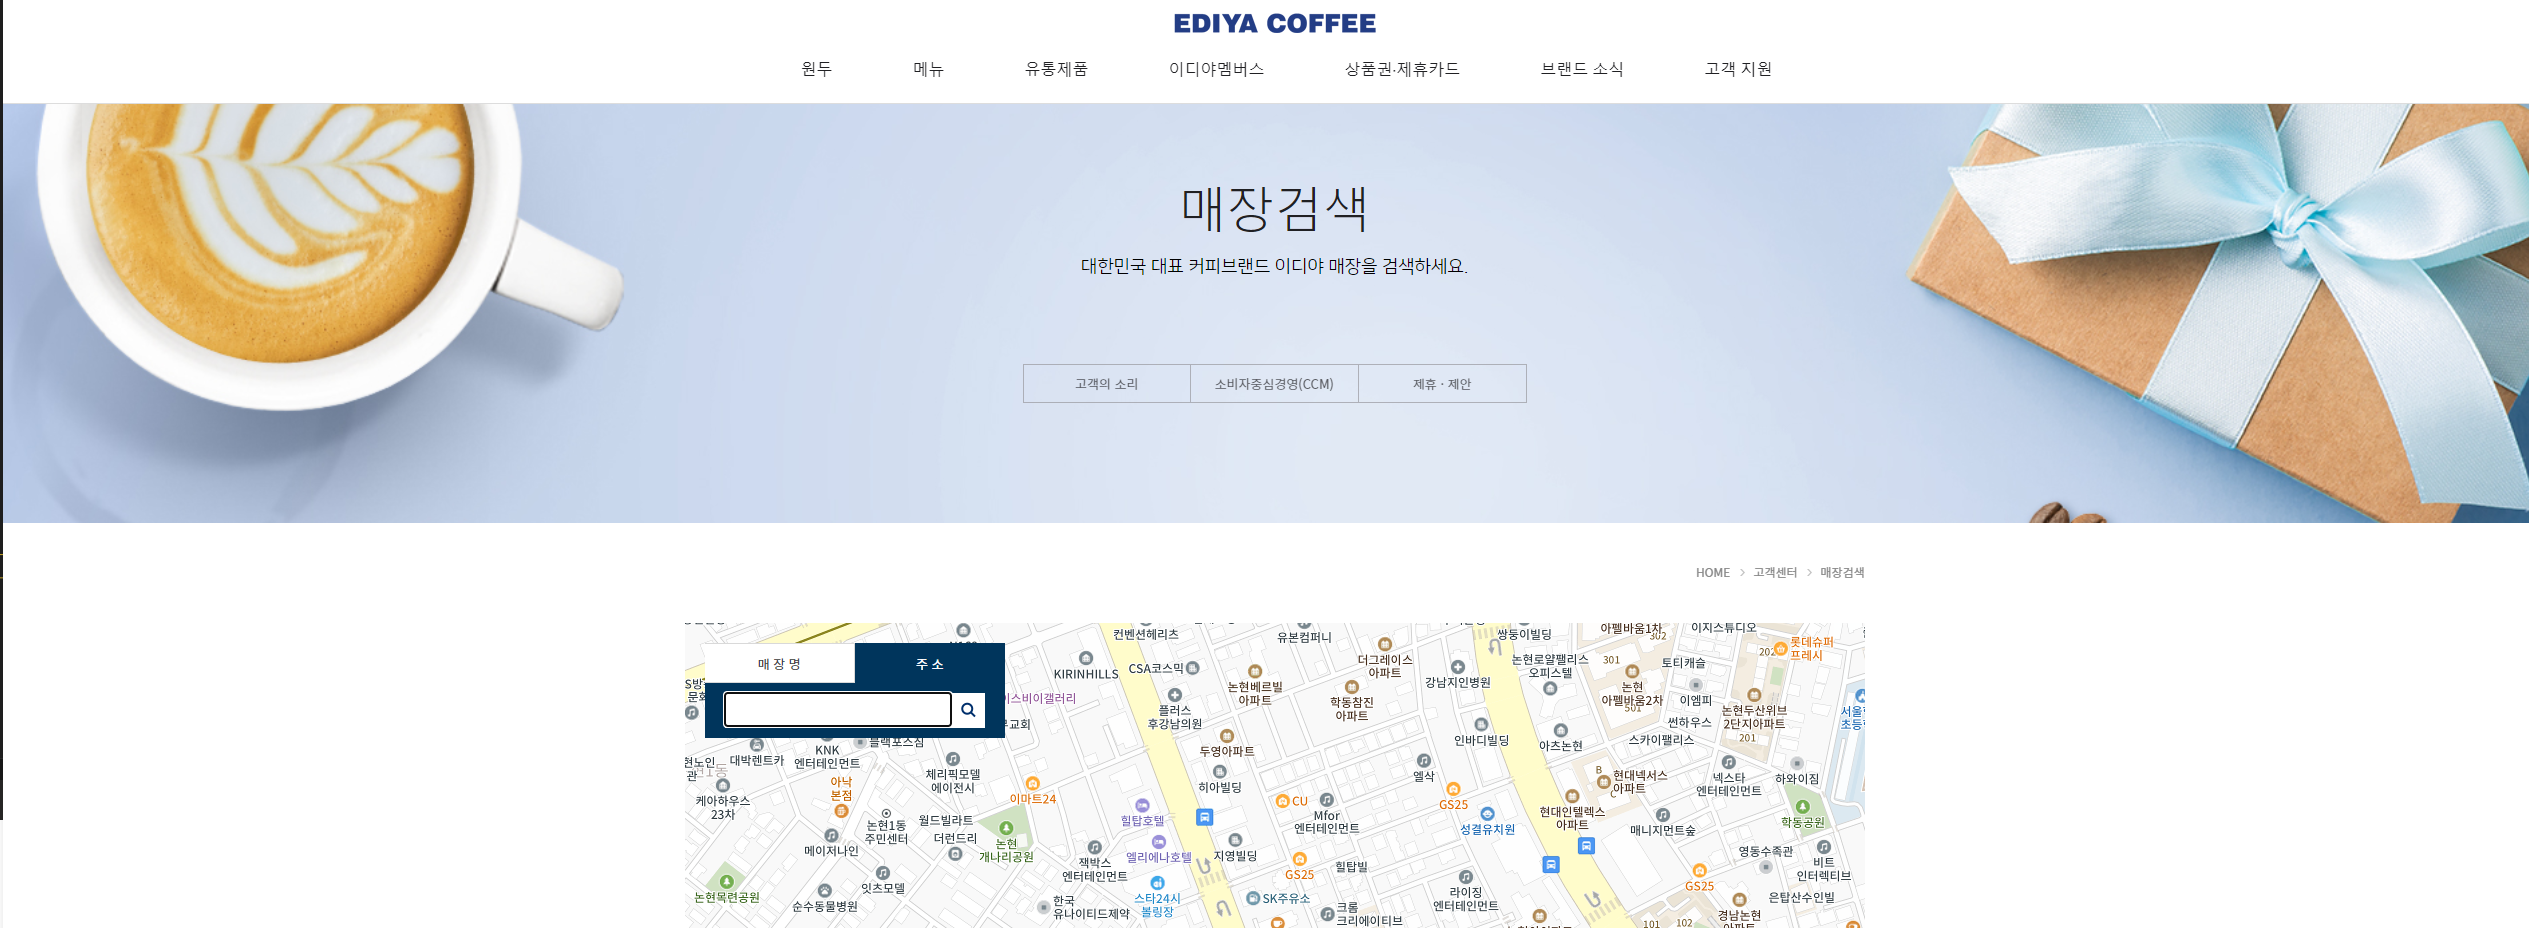 EDIYA COFFEE
원두 메뉴 유통제품 이디야멤버스 상품권·제휴카드 브랜드 소식 고객 지원
매장검색
대한민국 대표 커피브랜드 이디야 매장을 검색하세요.
고객의 소리 소비자중심경영(CCM) 제휴 · 제안
HOME > 고객센터 > 매장검색
매 장 명 주 소
컨벤션헤리츠
유본컴퍼니
쌍둥이빌딩
아펠바움1차
302
이지스튜디오
롯데슈퍼
프레시
202
KIRINHILLS
CSA코스믹
더그레이스
아파트
논현로얄팰리스
오피스텔
301
토티캐슬
강남지인병원
논현베르빌
아파트
학동참진
아파트
논현
아펠바움2차
501
이엠피
이스비이갤러리
플러스
후강남의원
논현두산위브
2단지아파트
201
썬하우스
교회
인바디빌딩
아츠논현
스카이팰리스
블랙포스심
KNK
엔터테인먼트
대박렌트카
두영아파트
체리픽모델
에이전시
히아빌딩
엘삭
B
현대넥서스
아파트
C
넥스타
엔터테인먼트
하와이짐
케아하우스
23차
아낙
본점
이마트24
CU
GS25
힐탑호텔
Mfor
엔터테인먼트
현대인텔렉스
아파트
성결유치원
매니지먼트숲
학동공원
논현1동
주민센터
월드빌라트
더런드리
메이저나인
논현
개나리공원
잭박스
엔터테인먼트
엘리에나호텔
지영빌딩
영동수족관
비트
인터렉티브
힐탑빌
GS25
GS25
논현목련공원
잇츠모델
순수동물병원
한국
유나이티드제약
스타24시
볼링장
SK주유소
크롬
크리에이티브
라이징
엔터테인먼트
은탑산수인빌
경남논현
아파트
101
102